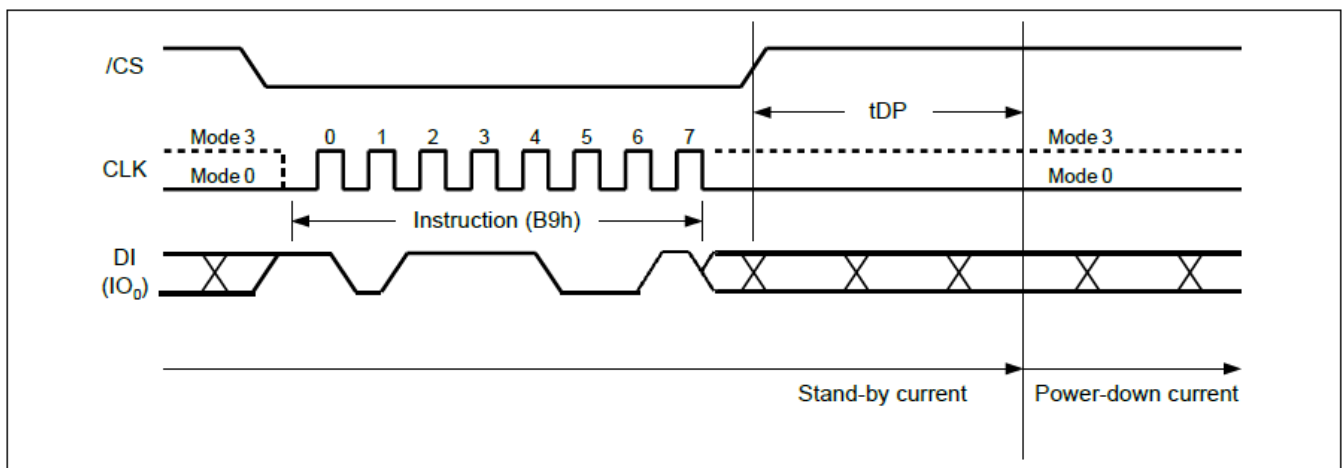 /CS
tDP
Mode 3 0 1 2 3 4 5 6 7 Mode 3
CLK
Mode 0 Mode 0
Instruction (B9h)
DI
(IO₀)
Stand-by current Power-down current